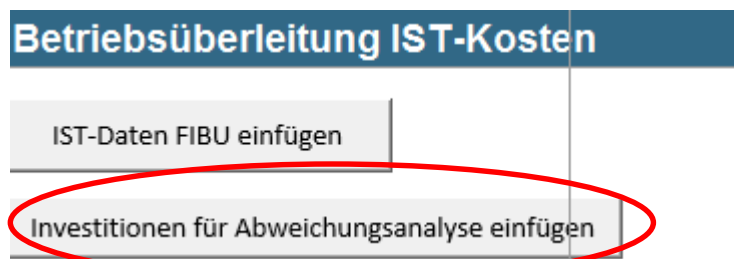 Betriebsüberleitung IST-Kosten
IST-Daten FIBU einfügen
Investitionen für Abweichungsanalyse einfügen